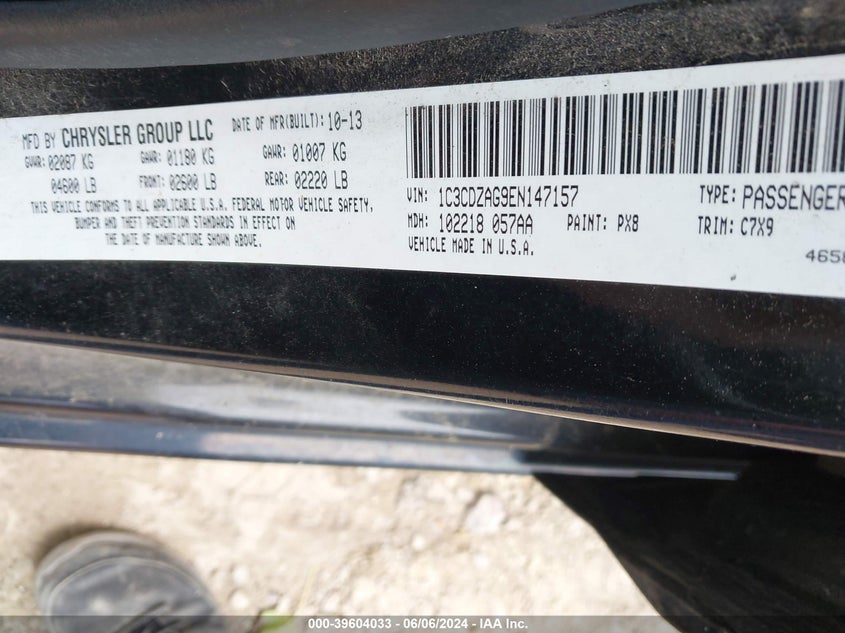 MFD BY CHRYSLER GROUP LLC DATE OF MFR(BUILT): 10-13
GVWR: 02087 KG GAWR: 01180 KG GAWR: 01007 KG
04600 LB FRONT: 02600 LB REAR: 02220 LB
THIS VEHICLE CONFORMS TO ALL APPLICABLE U.S.A. FEDERAL MOTOR VEHICLE SAFETY,
BUMPER AND THEFT PREVENTION STANDARDS IN EFFECT ON
THE DATE OF MANUFACTURE SHOWN ABOVE.
VIN: 1C3CDZAG9EN147157 TYPE: PASSENGER
MDH: 102218 057AA PAINT: PX8 TRIM: C7X9
VEHICLE MADE IN U.S.A.
4658
000-39604033 - 06/06/2024 - IAA Inc.